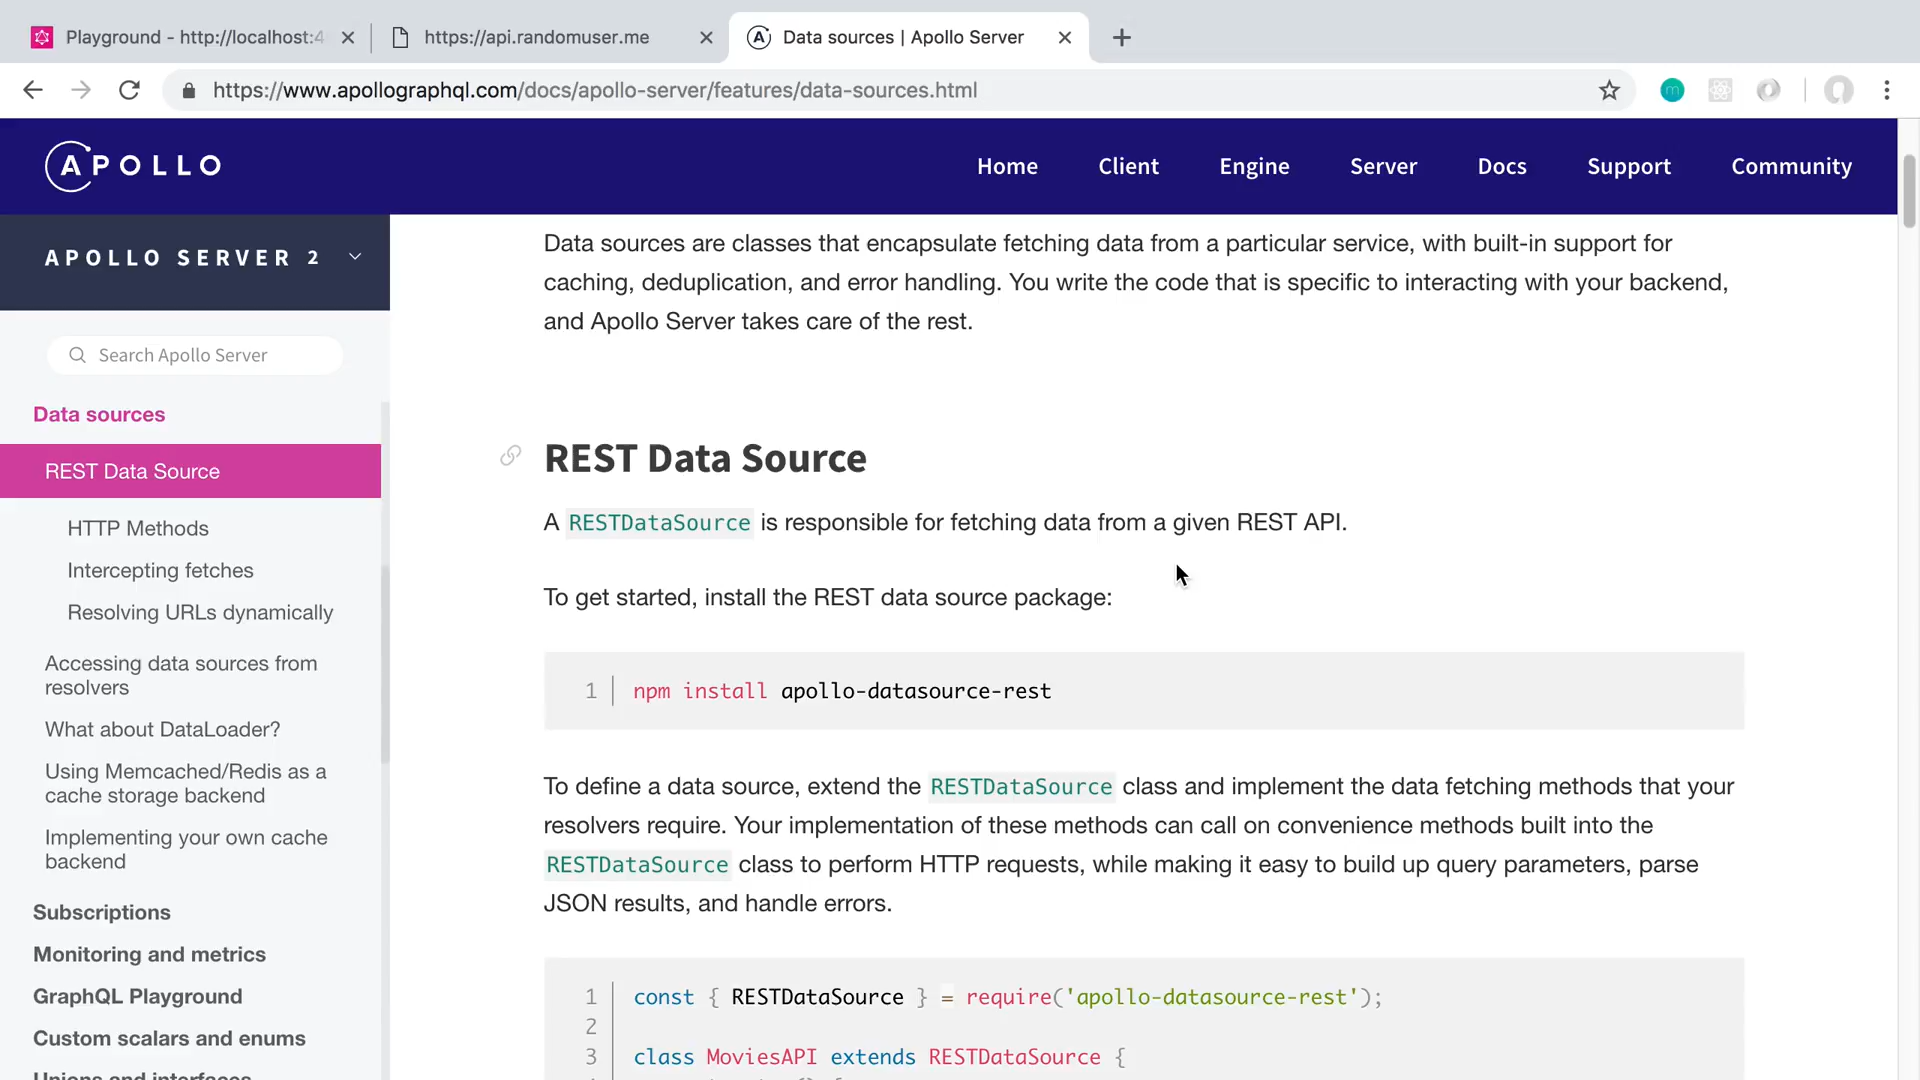 Playground - http://localhost:4
https://api.randomuser.me
Data sources | Apollo Server
https://www.apollographql.com/docs/apollo-server/features/data-sources.html
m
APOLLO
Home
Client
Engine
Server
Docs
Support
Community
APOLLO SERVER 2
Search Apollo Server
Data sources
REST Data Source
HTTP Methods
Intercepting fetches
Resolving URLs dynamically
Accessing data sources from
resolvers
What about DataLoader?
Using Memcached/Redis as a
cache storage backend
Implementing your own cache
backend
Subscriptions
Monitoring and metrics
GraphQL Playground
Custom scalars and enums
Unions and interfaces
Data sources are classes that encapsulate fetching data from a particular service, with built-in support for
caching, deduplication, and error handling. You write the code that is specific to interacting with your backend,
and Apollo Server takes care of the rest.
REST Data Source
A RESTDataSource is responsible for fetching data from a given REST API.
To get started, install the REST data source package:
1 npm install apollo-datasource-rest
To define a data source, extend the RESTDataSource class and implement the data fetching methods that your
resolvers require. Your implementation of these methods can call on convenience methods built into the
RESTDataSource class to perform HTTP requests, while making it easy to build up query parameters, parse
JSON results, and handle errors.
1 const { RESTDataSource } = require('apollo-datasource-rest');
2
3 class MoviesAPI extends RESTDataSource {